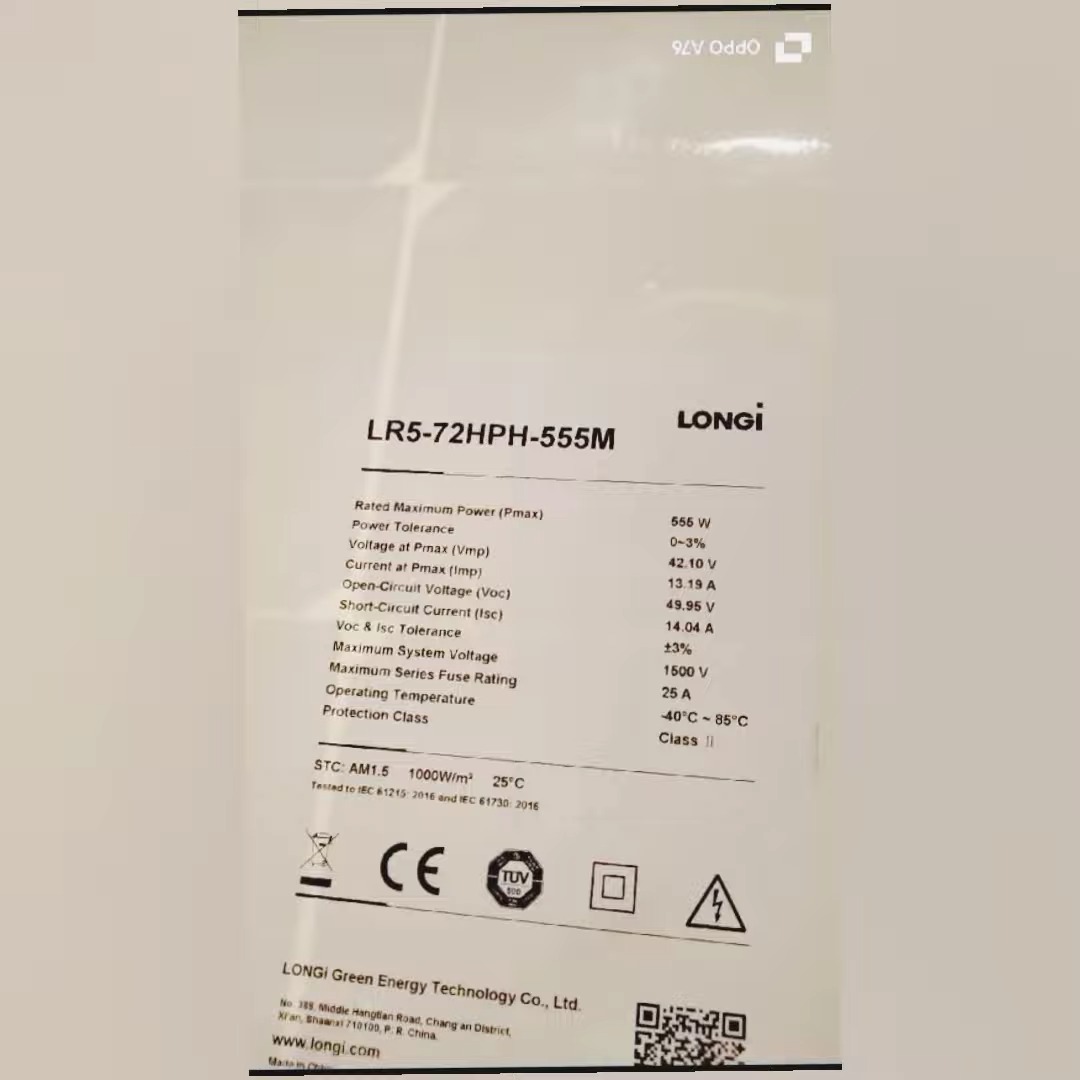 OPPO A76
LONGi
LR5-72HPH-555M
Rated Maximum Power (Pmax) 555 W
Power Tolerance 0~3%
Voltage at Pmax (Vmp) 42.10 V
Current at Pmax (Imp) 13.19 A
Open-Circuit Voltage (Voc) 49.95 V
Short-Circuit Current (Isc) 14.04 A
Voc & Isc Tolerance ±3%
Maximum System Voltage 1500 V
Maximum Series Fuse Rating 25 A
Operating Temperature -40°C ~ 85°C
Protection Class Class II
STC: AM1.5 1000W/m² 25°C
Tested to IEC 61215: 2016 and IEC 61730: 2016
CE
TÜV
SÜD
LONGi Green Energy Technology Co., Ltd.
No. 389, Middle Hangtian Road, Chang'an District,
Xi'an, Shaanxi 710100, P. R. China.
www.longi.com
Made in China